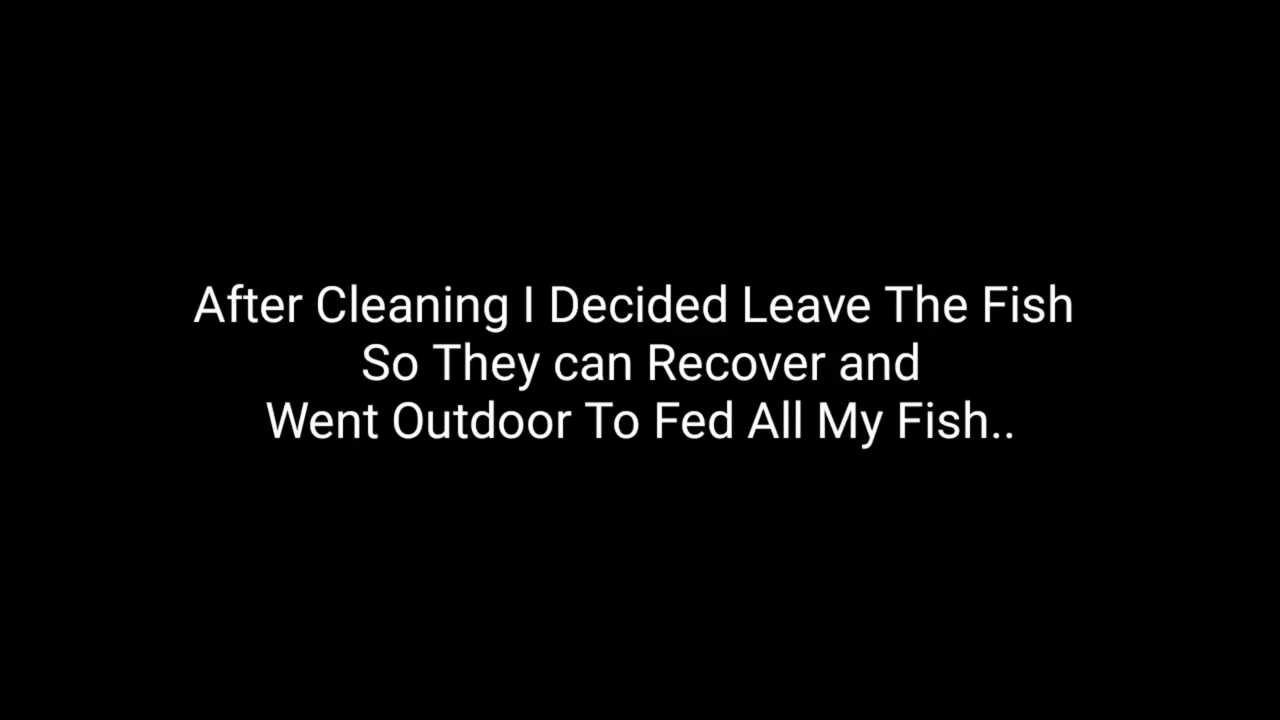 After Cleaning I Decided Leave The Fish
So They can Recover and
Went Outdoor To Fed All My Fish..